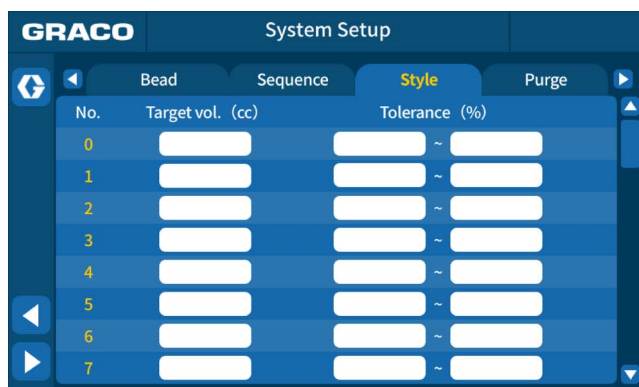 GRACO System Setup
Bead Sequence Style Purge
No. Target vol. (cc) Tolerance (%)
0 ~
1 ~
2 ~
3 ~
4 ~
5 ~
6 ~
7 ~